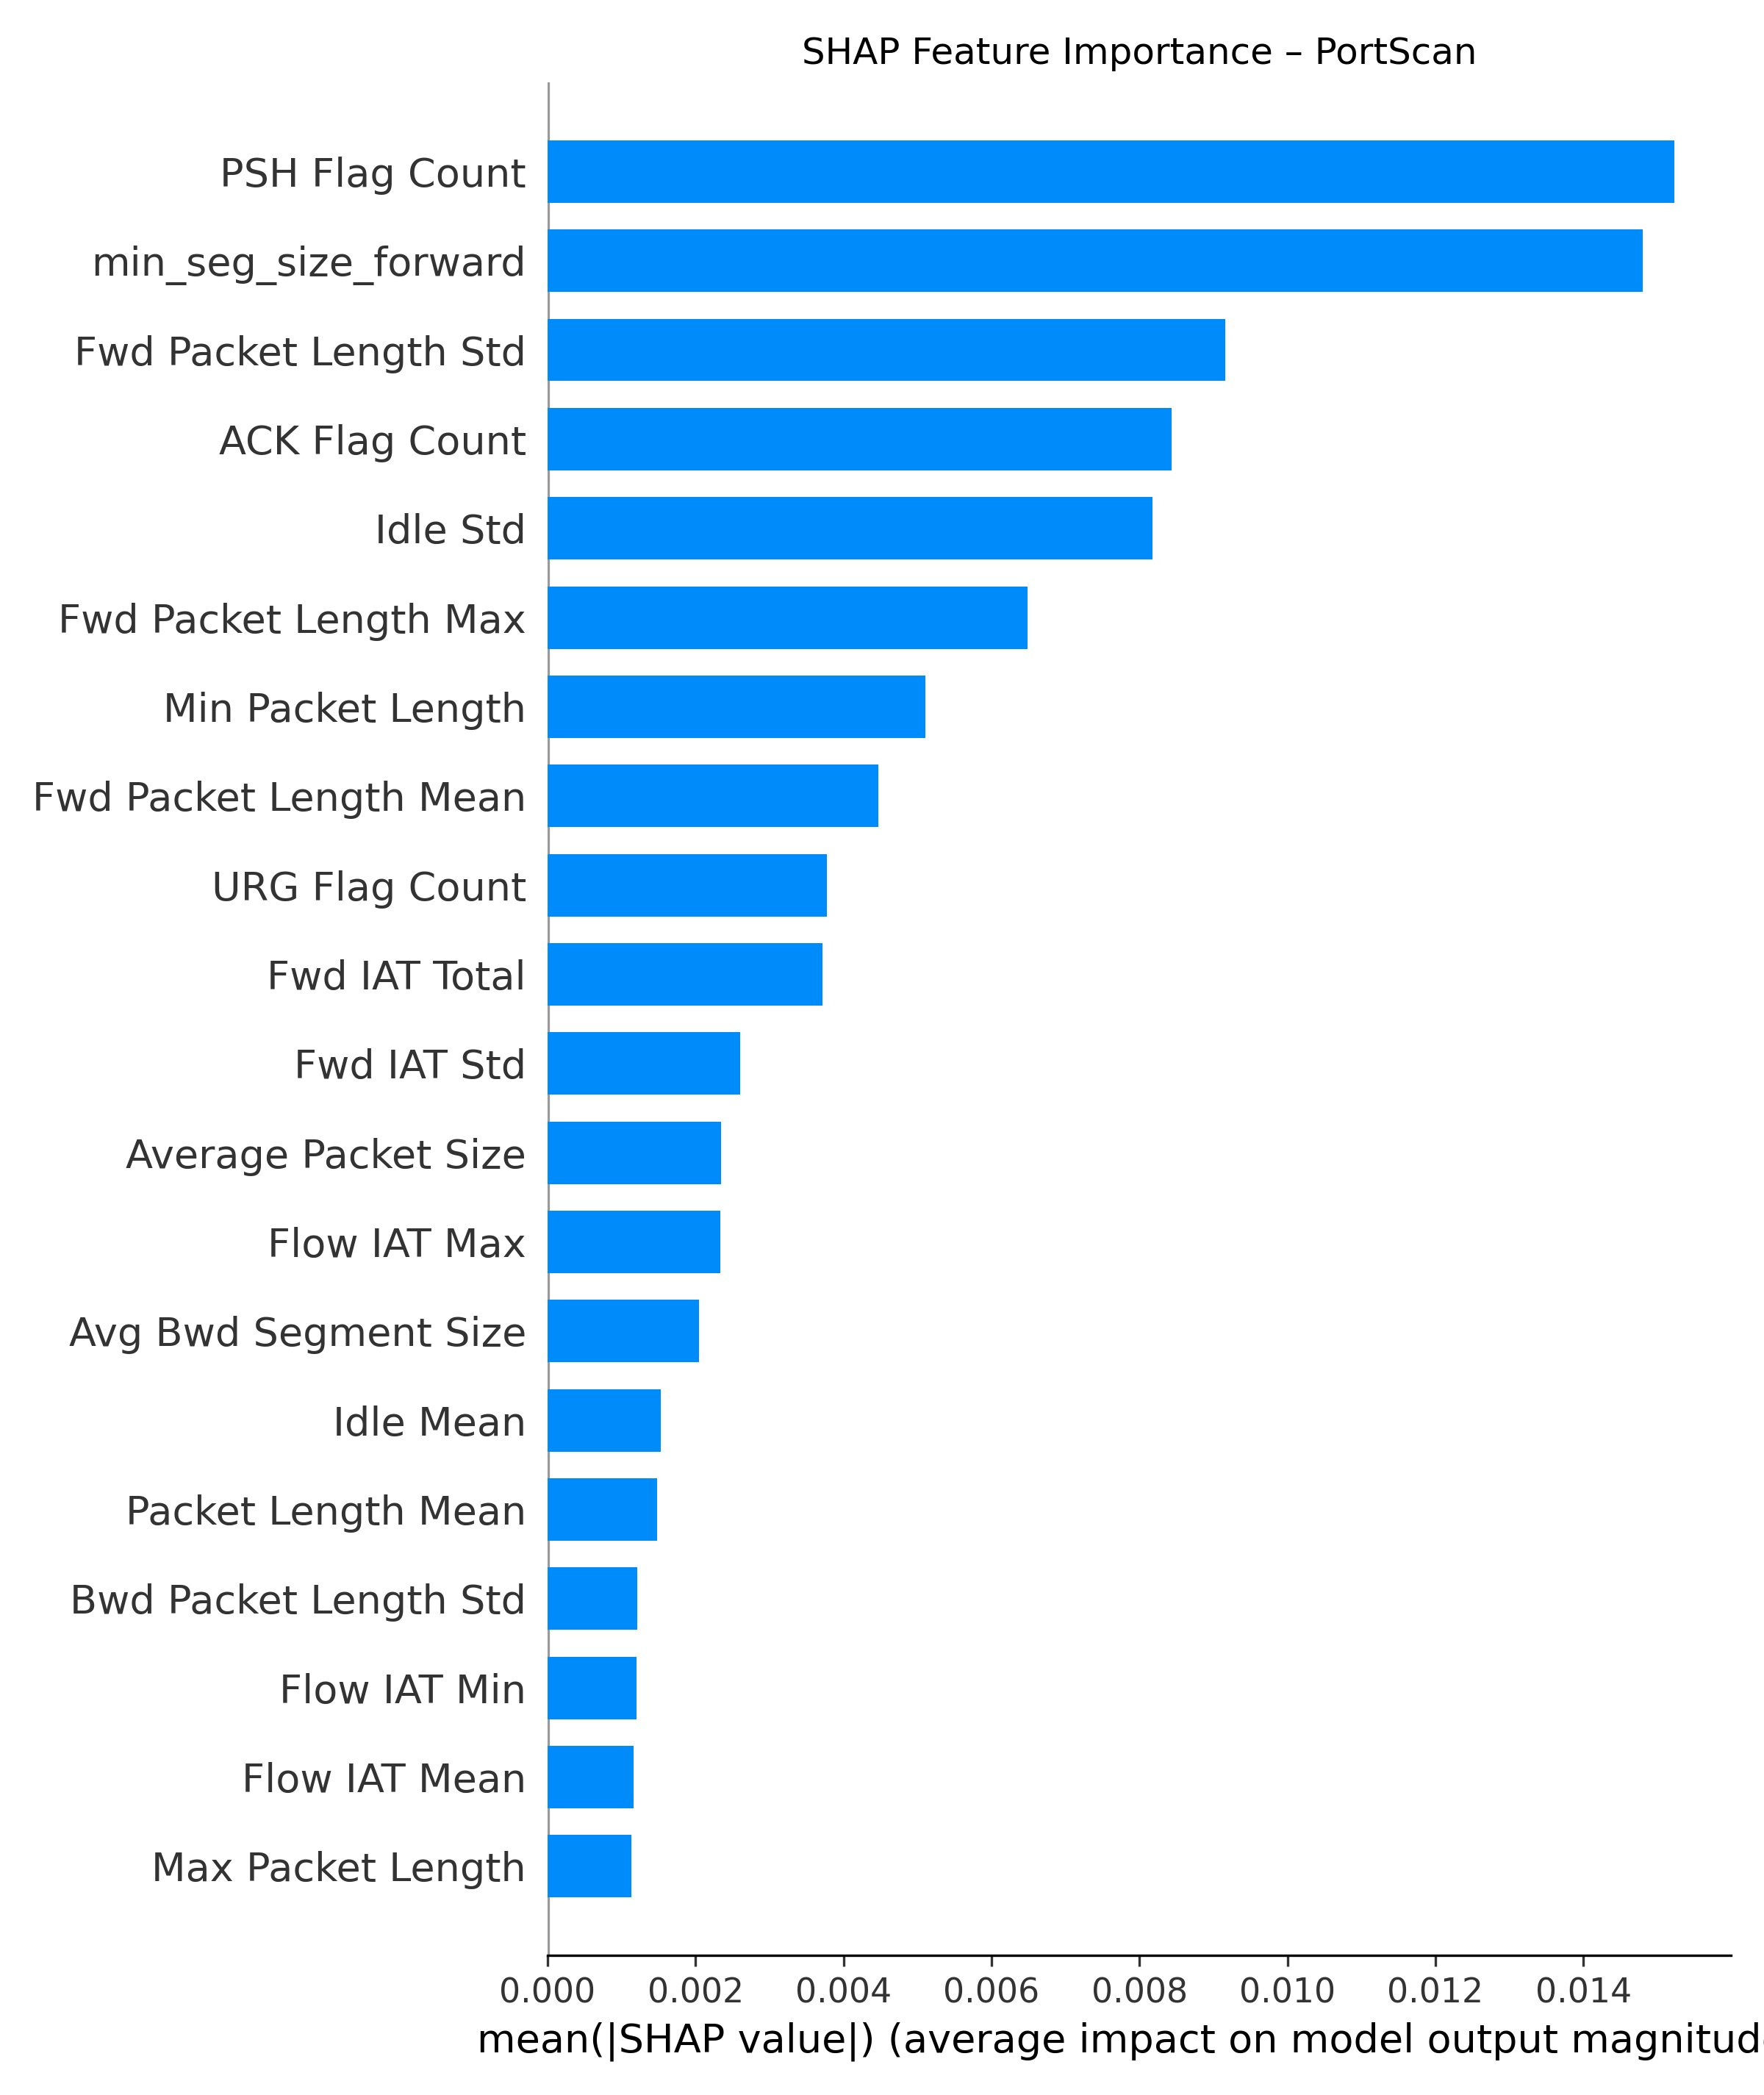 SHAP Feature Importance – PortScan
PSH Flag Count
min_seg_size_forward
Fwd Packet Length Std
ACK Flag Count
Idle Std
Fwd Packet Length Max
Min Packet Length
Fwd Packet Length Mean
URG Flag Count
Fwd IAT Total
Fwd IAT Std
Average Packet Size
Flow IAT Max
Avg Bwd Segment Size
Idle Mean
Packet Length Mean
Bwd Packet Length Std
Flow IAT Min
Flow IAT Mean
Max Packet Length
0.000 0.002 0.004 0.006 0.008 0.010 0.012 0.014
mean(|SHAP value|) (average impact on model output magnitud